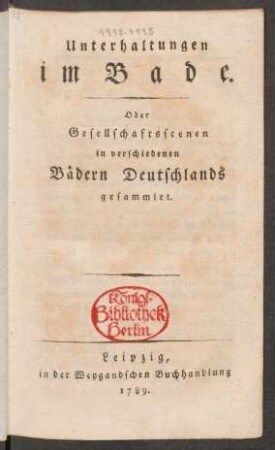 Unterhaltungen
im Bade.
Oder
Gesellschaftsscenen
in verschiedenen
Bädern Deutschlands
gesammlet.
Königl.
Bibliothek
Berlin
Leipzig,
in der Weygandschen Buchhandlung
1789.